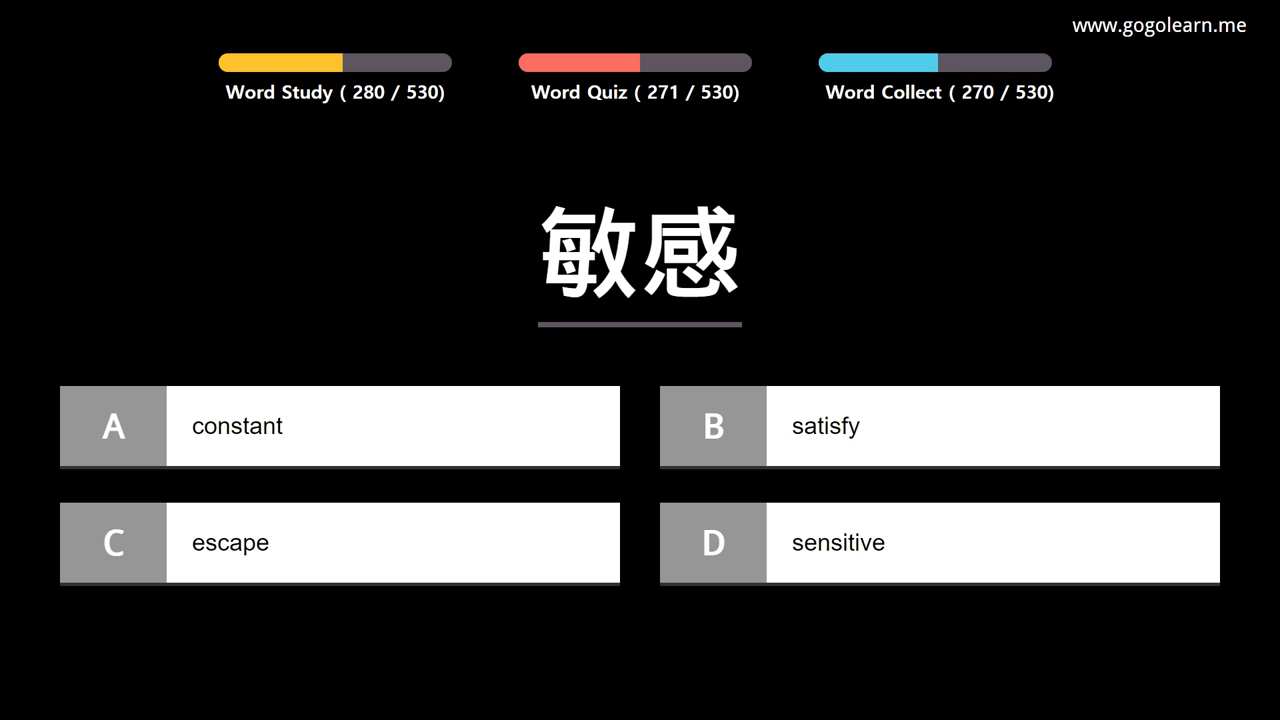 www.gogolearn.me
Word Study ( 280 / 530)
Word Quiz ( 271 / 530)
Word Collect ( 270 / 530)
敏感
A constant
B satisfy
C escape
D sensitive